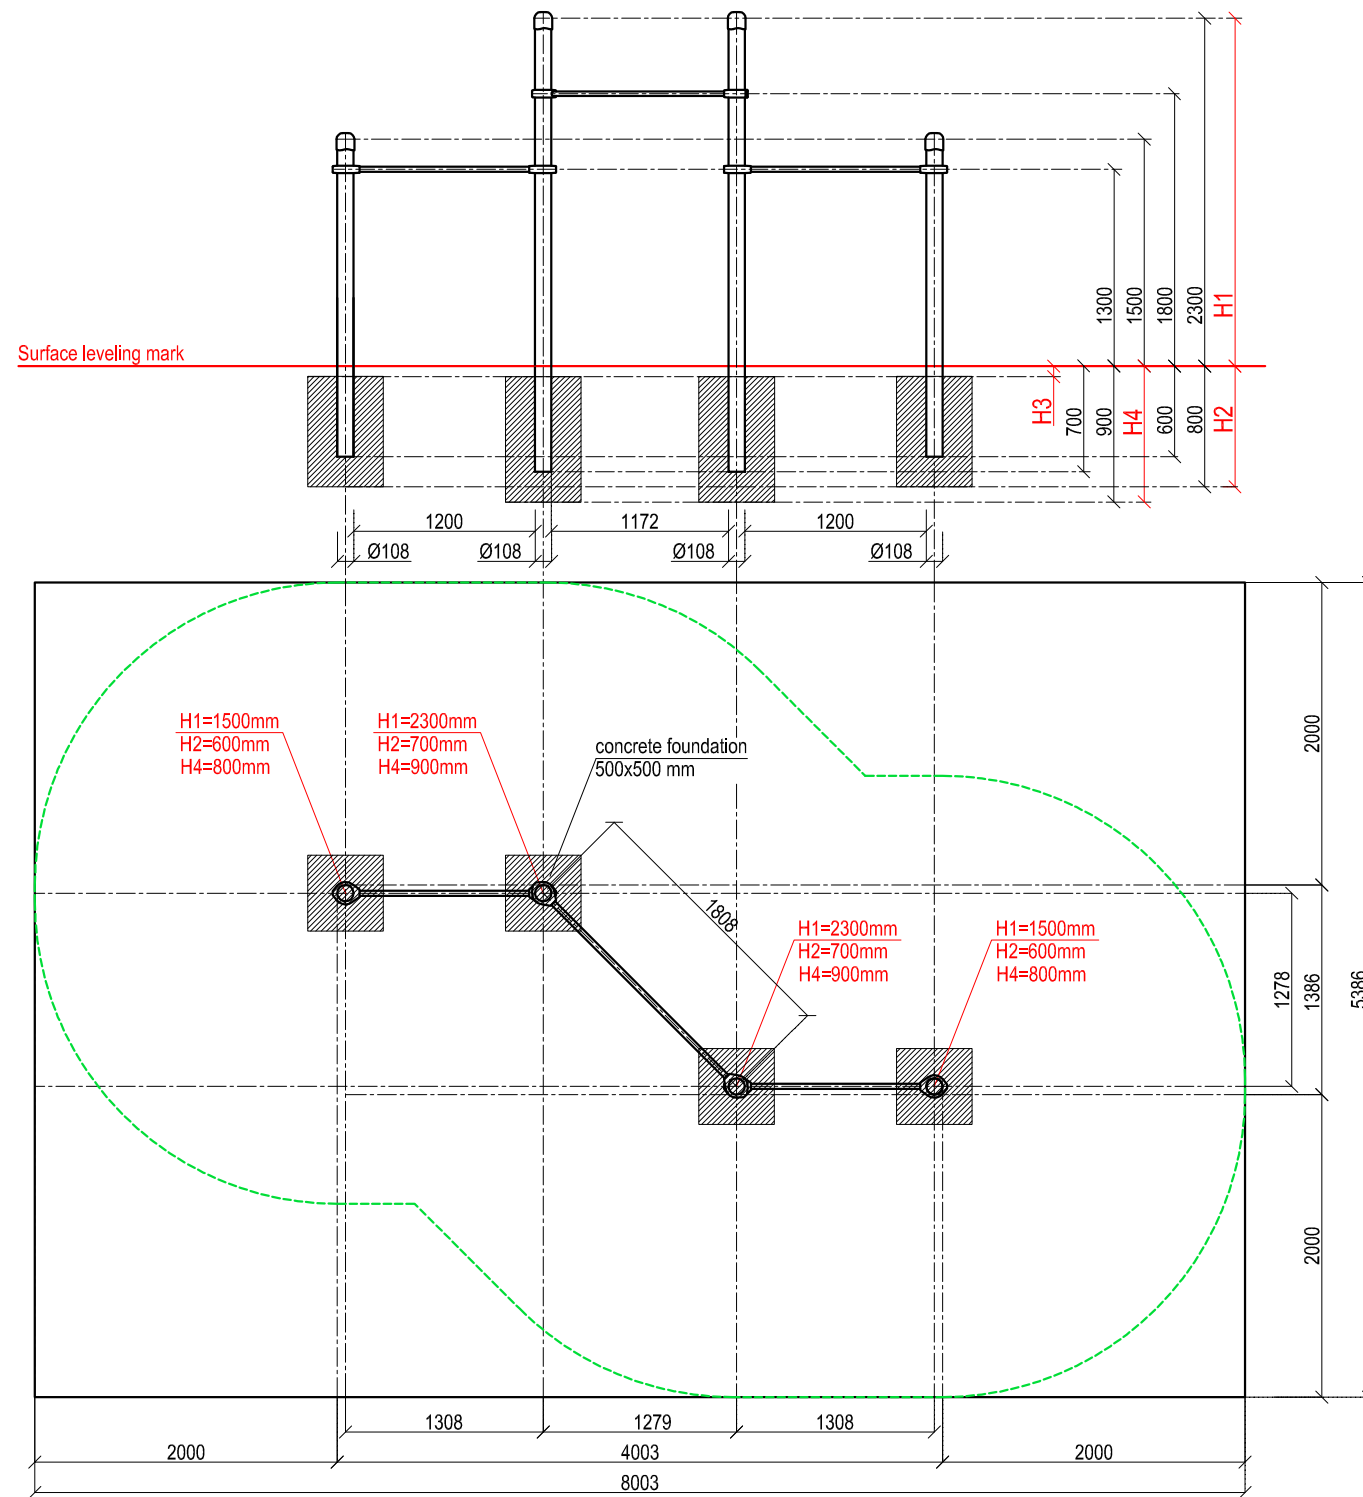 1300
1500
1800
2300
H1
Surface leveling mark
H3
700
900
H4
600
800
H2
1200
1172
1200
Ø108
Ø108
Ø108
Ø108
H1=1500mm
H2=600mm
H4=800mm
H1=2300mm
H2=700mm
H4=900mm
concrete foundation
500x500 mm
2000
1808
H1=2300mm
H2=700mm
H4=900mm
H1=1500mm
H2=600mm
H4=800mm
1278
1386
5386
2000
1308
1279
1308
2000
4003
2000
8003